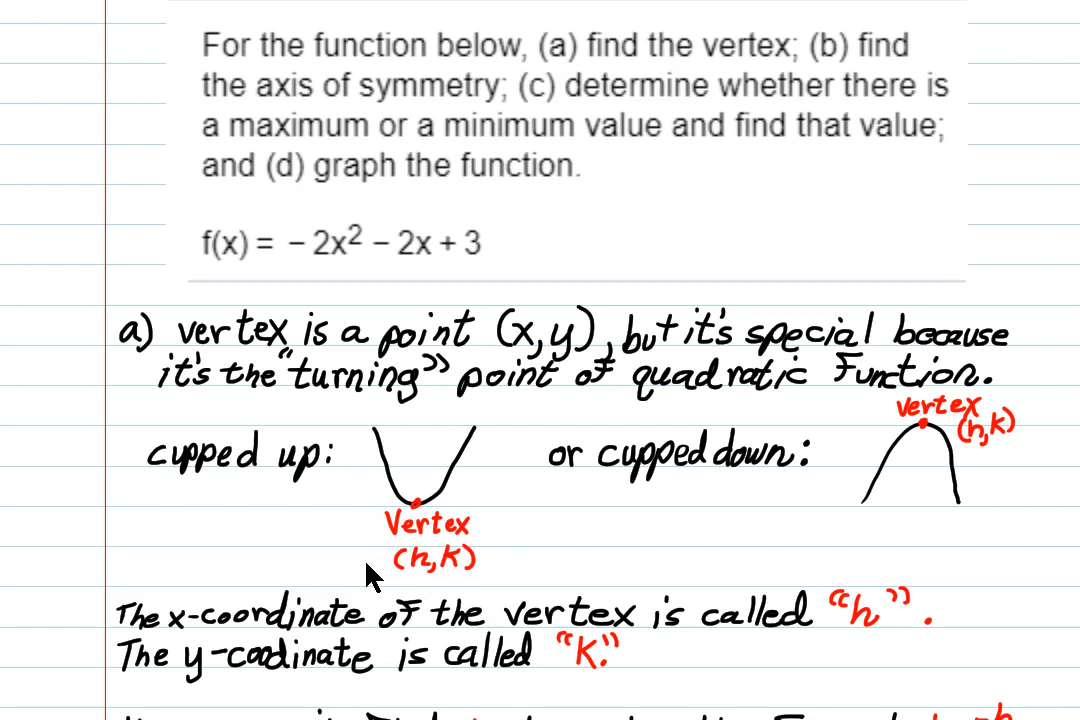 For the function below, (a) find the vertex; (b) find
the axis of symmetry; (c) determine whether there is
a maximum or a minimum value and find that value;
and (d) graph the function.
f(x) = − 2x² − 2x + 3
a) vertex is a point (x,y), but it's special because
it's the "turning" point of quadratic Function.
vertex
(h,k)
cupped up:
or cupped down:
Vertex
(h,k)
The x-coordinate of the vertex is called "h".
The y-coodinate is called "k."